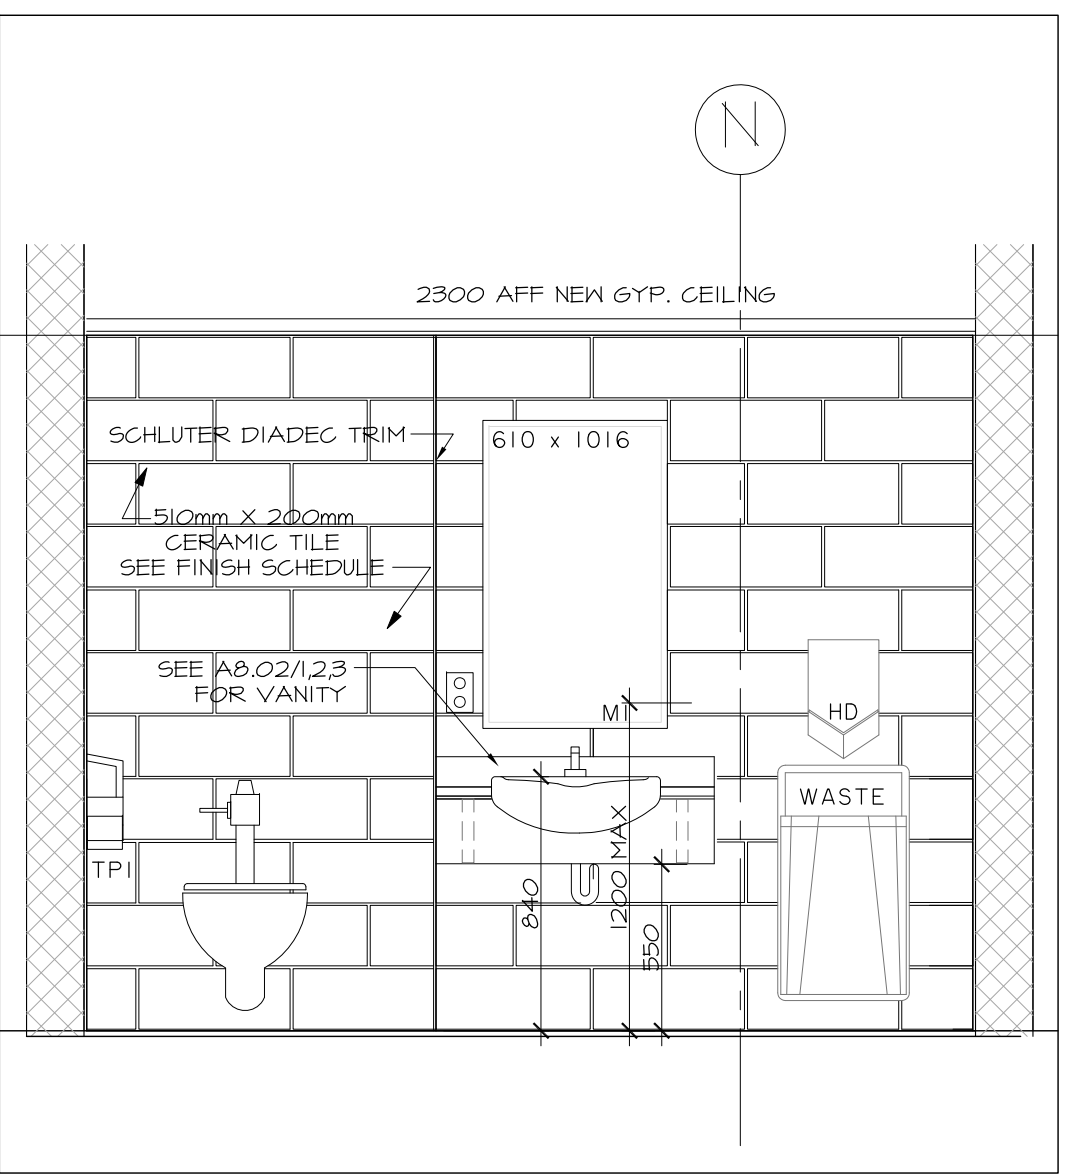 N
2300 AFF NEW GYP. CEILING
SCHLUTER DIADEC TRIM
610 x 1016
510mm X 200mm
CERAMIC TILE
SEE FINISH SCHEDULE
SEE A8.02/1,2,3
FOR VANITY
M1
HD
WASTE
TP1
840
1200 MAX
550